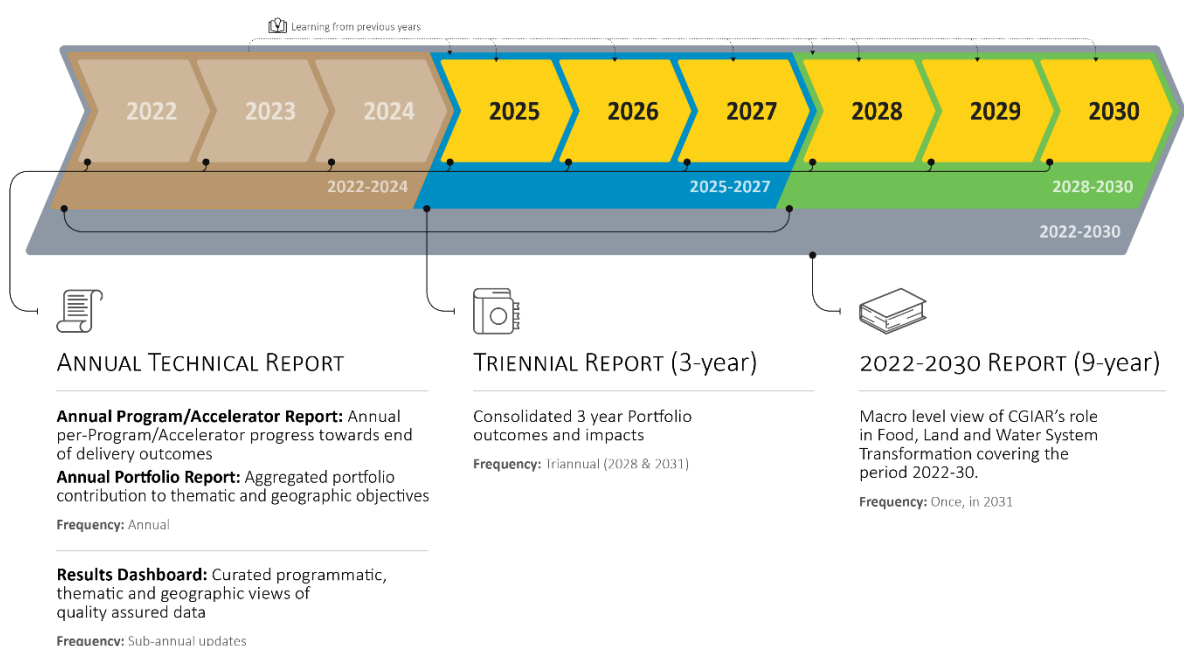 Learning from previous years
2022
2023
2024
2025
2026
2027
2028
2029
2030
2022-2024
2025-2027
2028-2030
2022-2030
ANNUAL TECHNICAL REPORT
Annual Program/Accelerator Report: Annual
per-Program/Accelerator progress towards end
of delivery outcomes
Annual Portfolio Report: Aggregated portfolio
contribution to thematic and geographic objectives
Frequency: Annual
Results Dashboard: Curated programmatic,
thematic and geographic views of
quality assured data
Frequency: Sub-annual updates
TRIENNIAL REPORT (3-year)
Consolidated 3 year Portfolio
outcomes and impacts
Frequency: Triannual (2028 & 2031)
2022-2030 REPORT (9-year)
Macro level view of CGIAR's role
in Food, Land and Water System
Transformation covering the
period 2022-30.
Frequency: Once, in 2031